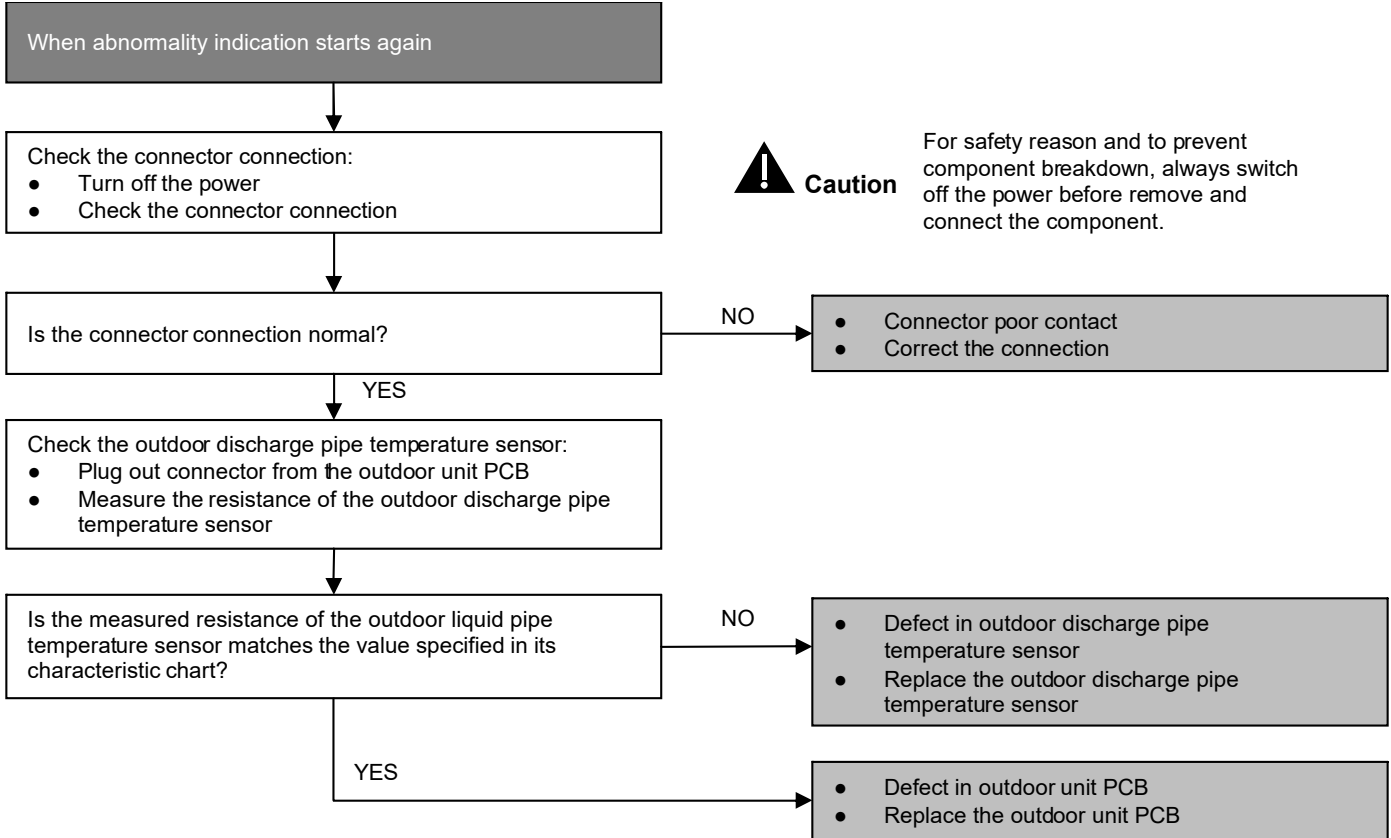 When abnormality indication starts again
Check the connector connection:
● Turn off the power
● Check the connector connection
Caution
For safety reason and to prevent
component breakdown, always switch
off the power before remove and
connect the component.
Is the connector connection normal?
NO
● Connector poor contact
● Correct the connection
YES
Check the outdoor discharge pipe temperature sensor:
● Plug out connector from the outdoor unit PCB
● Measure the resistance of the outdoor discharge pipe
temperature sensor
Is the measured resistance of the outdoor liquid pipe
temperature sensor matches the value specified in its
characteristic chart?
NO
● Defect in outdoor discharge pipe
temperature sensor
● Replace the outdoor discharge pipe
temperature sensor
YES
● Defect in outdoor unit PCB
● Replace the outdoor unit PCB